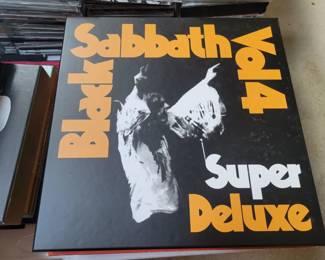 Black
Sabbath
Vol 4
Super
Deluxe